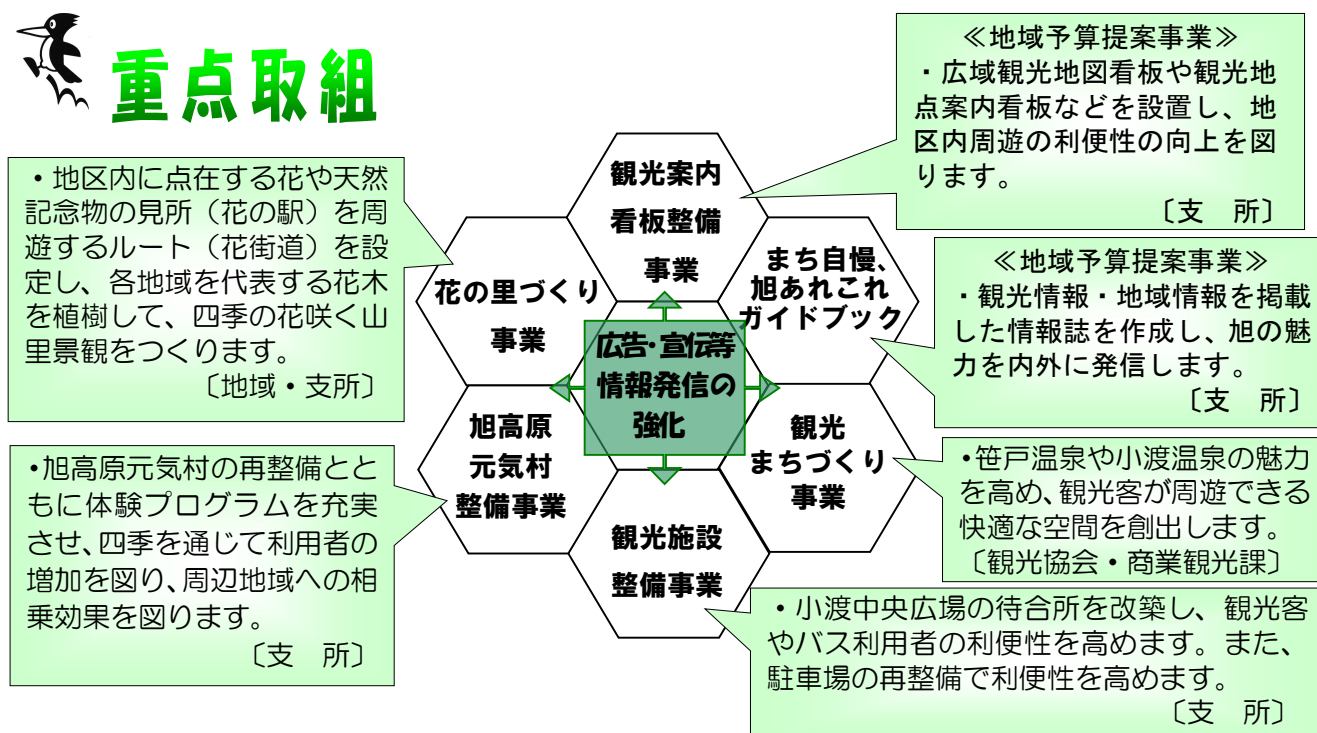 重点取組
≪地域予算提案事業≫
・広域観光地図看板や観光地
点案内看板などを設置し、地
区内周遊の利便性の向上を図
ります。
〔支　所〕
・地区内に点在する花や天然
記念物の見所（花の駅）を周
遊するルート（花街道）を設
定し、各地域を代表する花木
を植樹して、四季の花咲く山
里景観をつくります。
〔地域・支所〕
観光案内
看板整備
事業
花の里づくり
事業
まち自慢、
旭あれこれ
ガイドブック
≪地域予算提案事業≫
・観光情報・地域情報を掲載
した情報誌を作成し、旭の魅
力を内外に発信します。
〔支　所〕
広告・宣伝等
情報発信の
強化
旭高原
元気村
整備事業
観光
まちづくり
事業
・旭高原元気村の再整備とと
もに体験プログラムを充実
させ、四季を通じて利用者の
増加を図り、周辺地域への相
乗効果を図ります。
〔支　所〕
・笹戸温泉や小渡温泉の魅力
を高め、観光客が周遊できる
快適な空間を創出します。
〔観光協会・商業観光課〕
観光施設
整備事業
・小渡中央広場の待合所を改築し、観光客
やバス利用者の利便性を高めます。また、
駐車場の再整備で利便性を高めます。
〔支　所〕